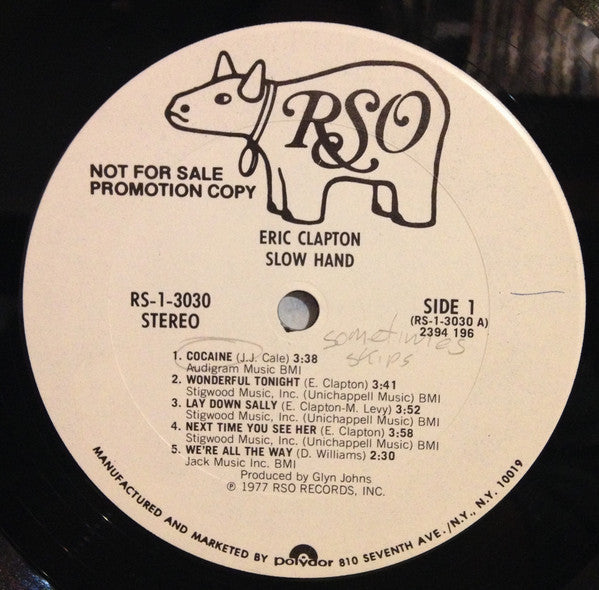 RSO
NOT FOR SALE
PROMOTION COPY
ERIC CLAPTON
SLOW HAND
RS-1-3030
STEREO
SIDE 1
(RS-1-3030 A)
2394 196
sometimes
skips
1. COCAINE (J.J. Cale) 3:38
Audigram Music BMI
2. WONDERFUL TONIGHT (E. Clapton) 3:41
Stigwood Music, Inc. (Unichappell Music) BMI
3. LAY DOWN SALLY (E. Clapton-M. Levy) 3:52
Stigwood Music, Inc. (Unichappell Music) BMI
4. NEXT TIME YOU SEE HER (E. Clapton) 3:58
Stigwood Music, Inc. (Unichappell Music) BMI
5. WE'RE ALL THE WAY (D. Williams) 2:30
Jack Music Inc. BMI
Produced by Glyn Johns
℗ 1977 RSO RECORDS, INC.
MANUFACTURED AND MARKETED BY polydor 810 SEVENTH AVE./N.Y., N.Y. 10019